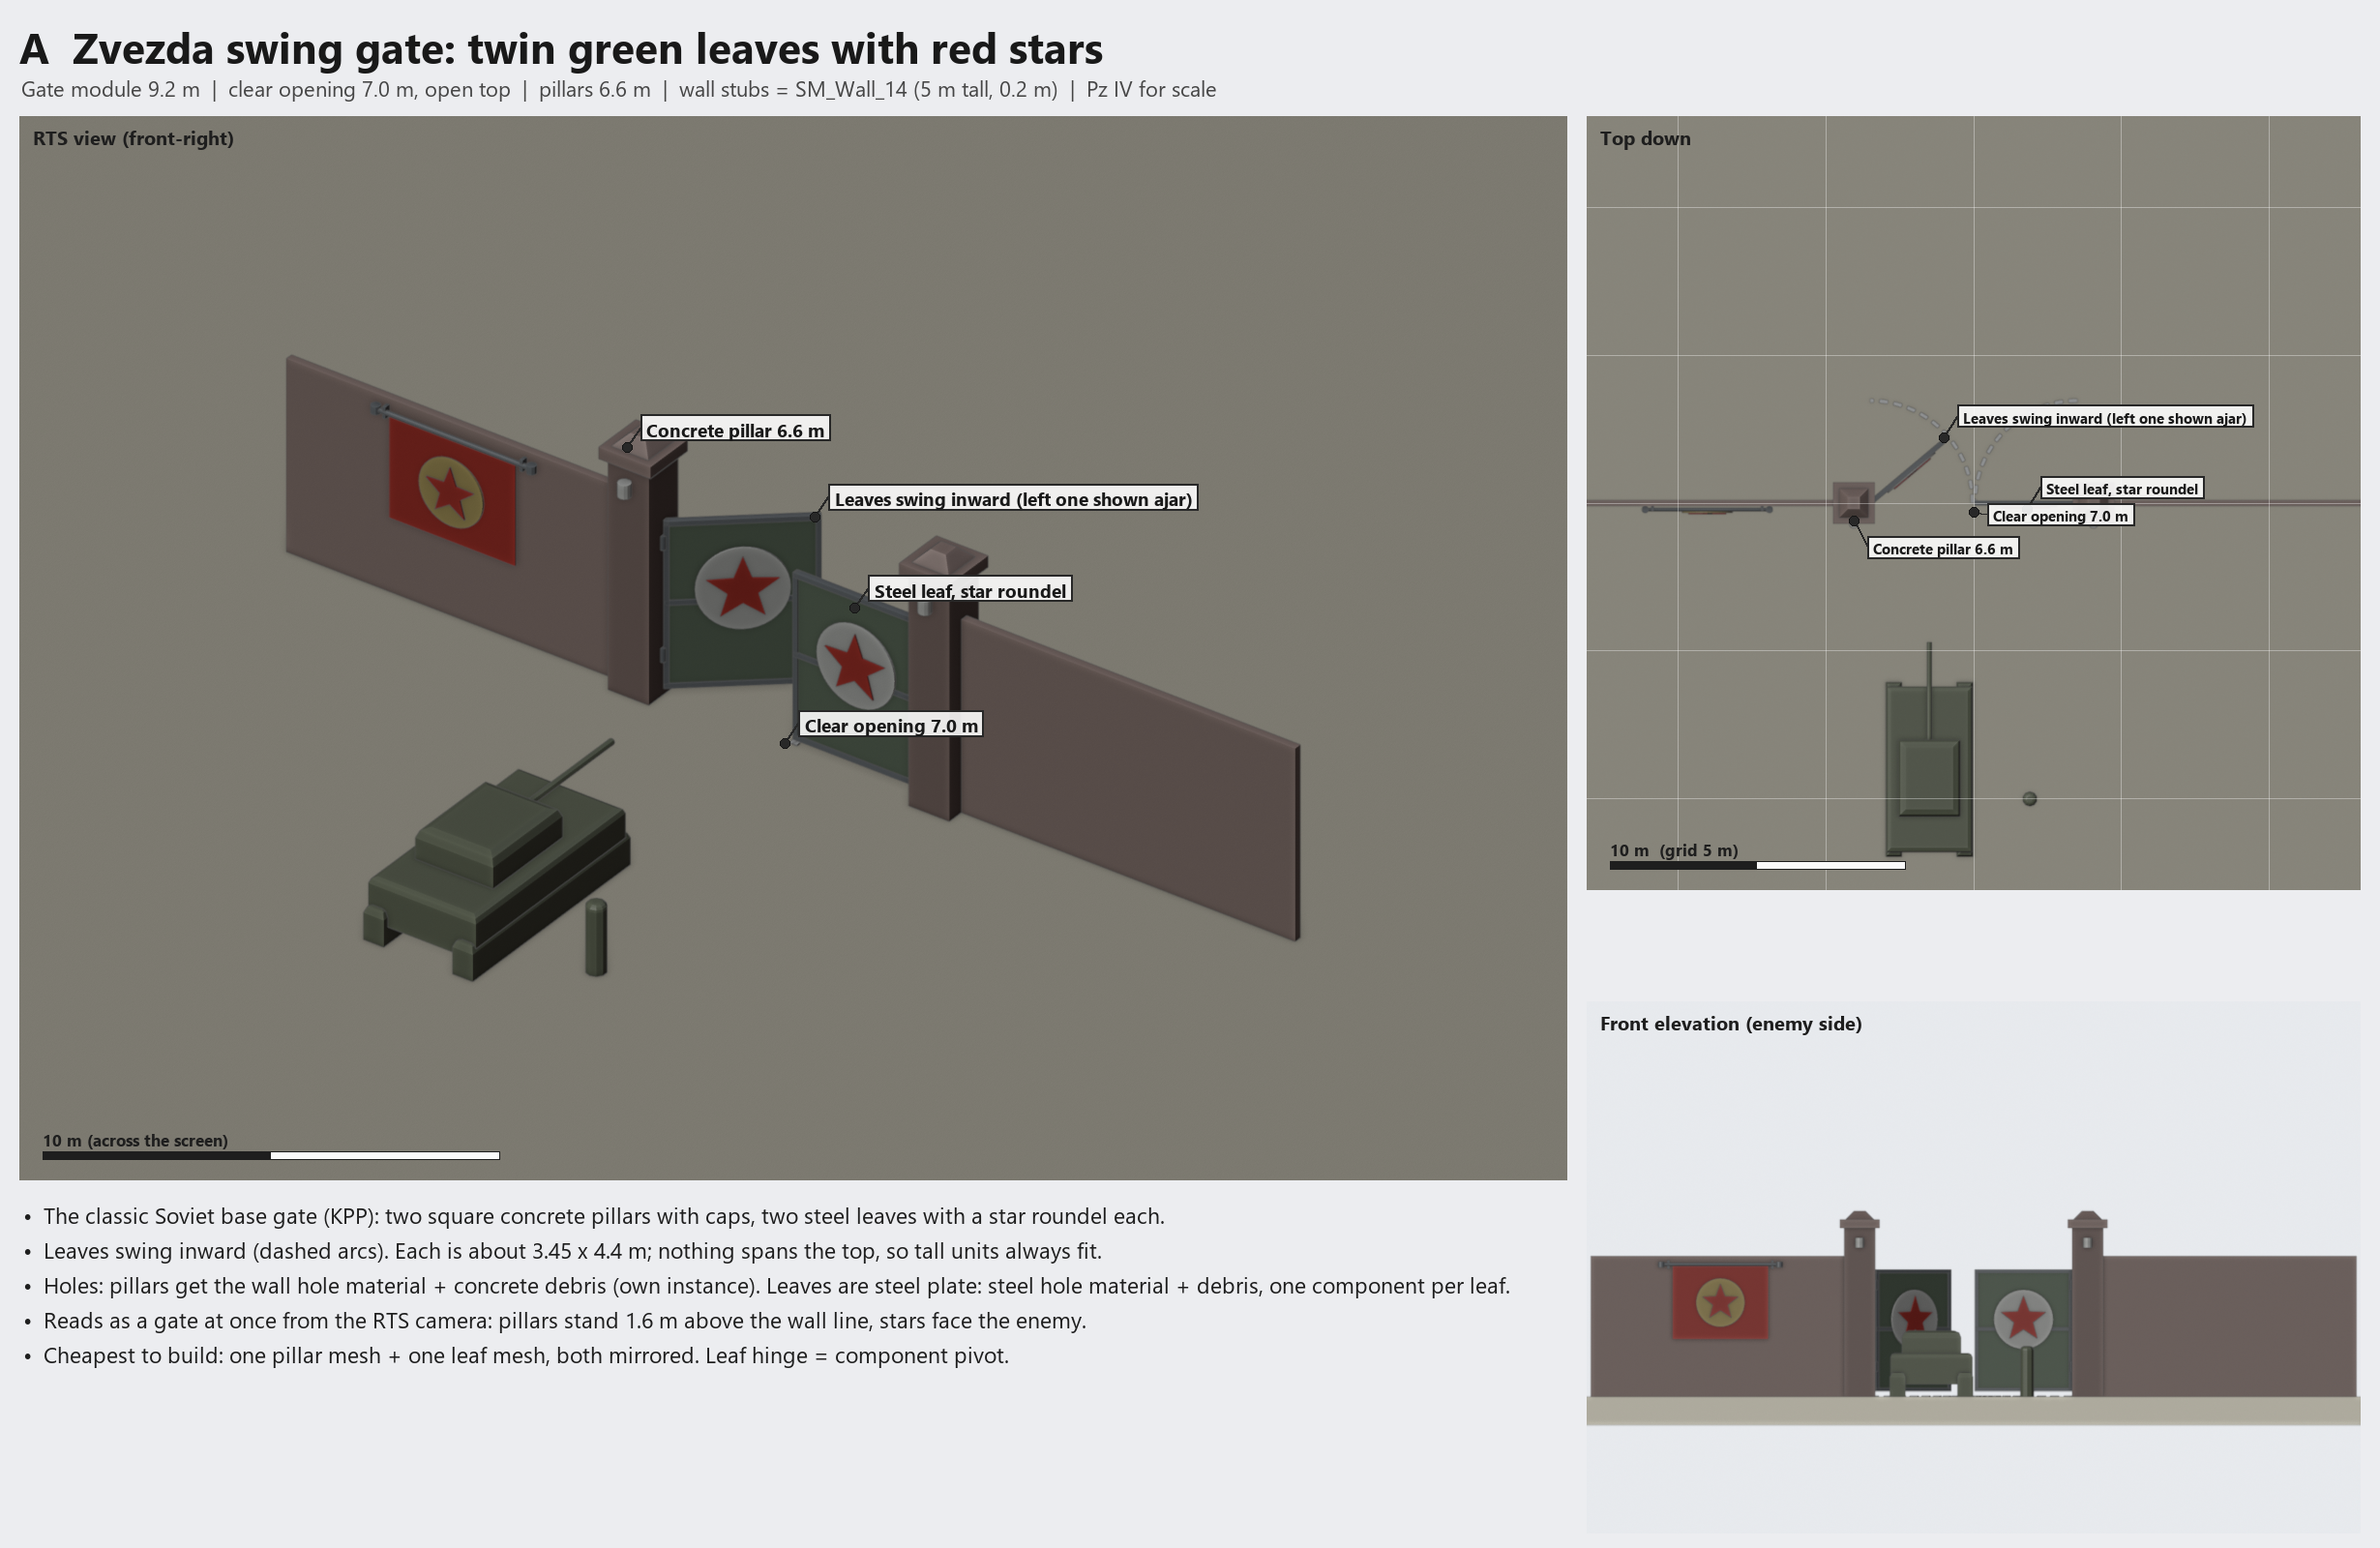 A Zvezda swing gate: twin green leaves with red stars
Gate module 9.2 m | clear opening 7.0 m, open top | pillars 6.6 m | wall stubs = SM_Wall_14 (5 m tall, 0.2 m) | Pz IV for scale
RTS view (front-right)
Concrete pillar 6.6 m
Leaves swing inward (left one shown ajar)
Steel leaf, star roundel
Clear opening 7.0 m
10 m (across the screen)
Top down
Leaves swing inward (left one shown ajar)
Steel leaf, star roundel
Clear opening 7.0 m
Concrete pillar 6.6 m
10 m (grid 5 m)
Front elevation (enemy side)
• The classic Soviet base gate (KPP): two square concrete pillars with caps, two steel leaves with a star roundel each.
• Leaves swing inward (dashed arcs). Each is about 3.45 x 4.4 m; nothing spans the top, so tall units always fit.
• Holes: pillars get the wall hole material + concrete debris (own instance). Leaves are steel plate: steel hole material + debris, one component per leaf.
• Reads as a gate at once from the RTS camera: pillars stand 1.6 m above the wall line, stars face the enemy.
• Cheapest to build: one pillar mesh + one leaf mesh, both mirrored. Leaf hinge = component pivot.